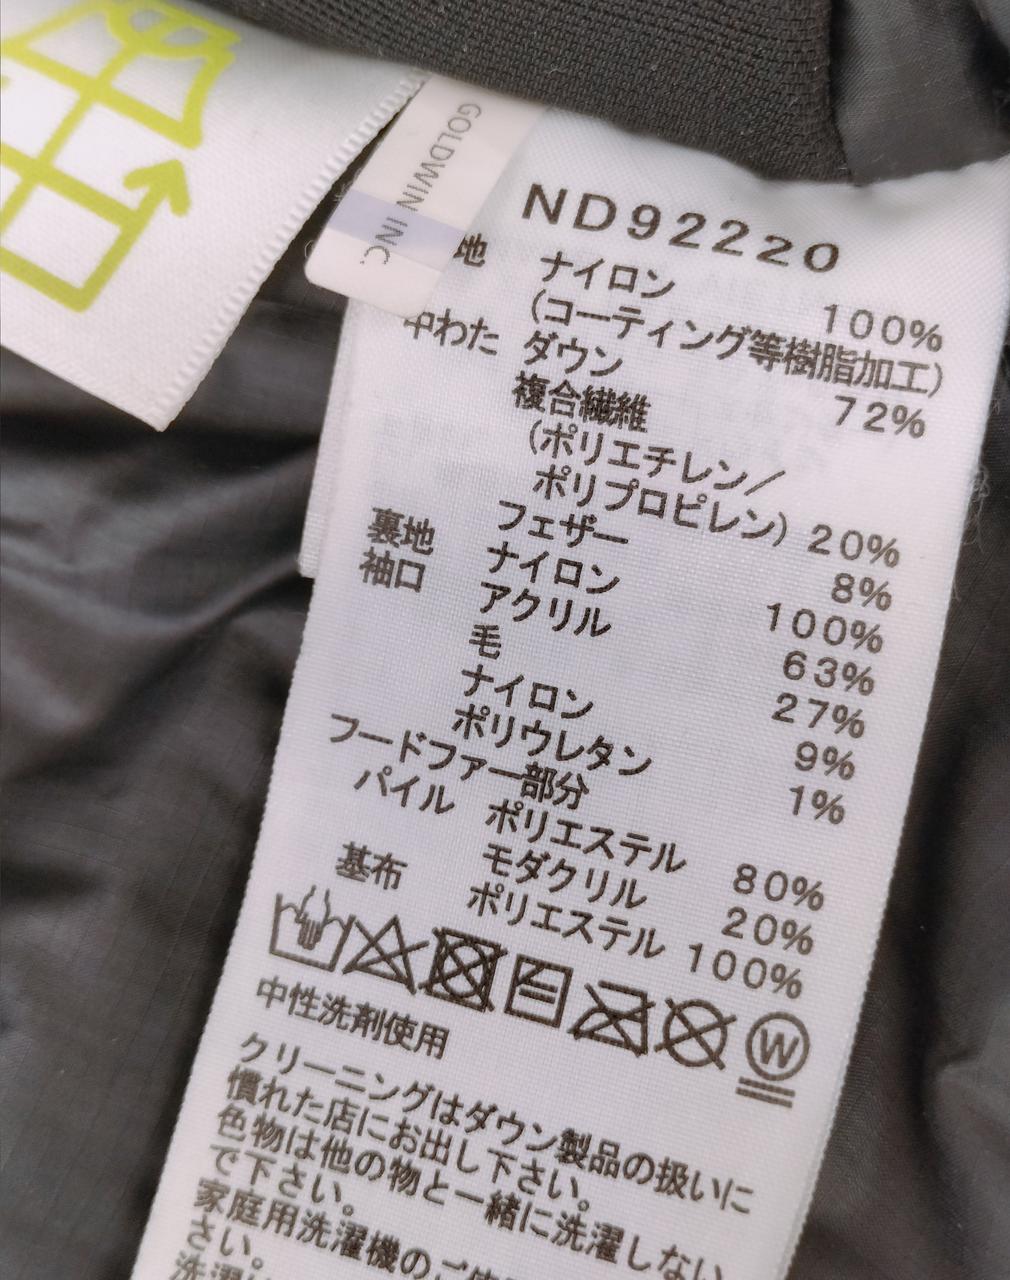 GOLDWIN INC.
ND92220
地 ナイロン 100%
(コーティング等樹脂加工)
中わた ダウン 72%
複合繊維
(ポリエチレン/
ポリプロピレン) 20%
フェザー 8%
裏地 ナイロン 100%
袖口 アクリル 63%
毛 27%
ナイロン 9%
ポリウレタン 1%
フードファー部分
パイル ポリエステル 80%
モダクリル 20%
基布 ポリエステル 100%
W
中性洗剤使用
クリーニングはダウン製品の扱いに
慣れた店にお出し下さい。
色物は他の物と一緒に洗濯しない
で下さい。
家庭用洗濯機のご使
さい。
洗濯